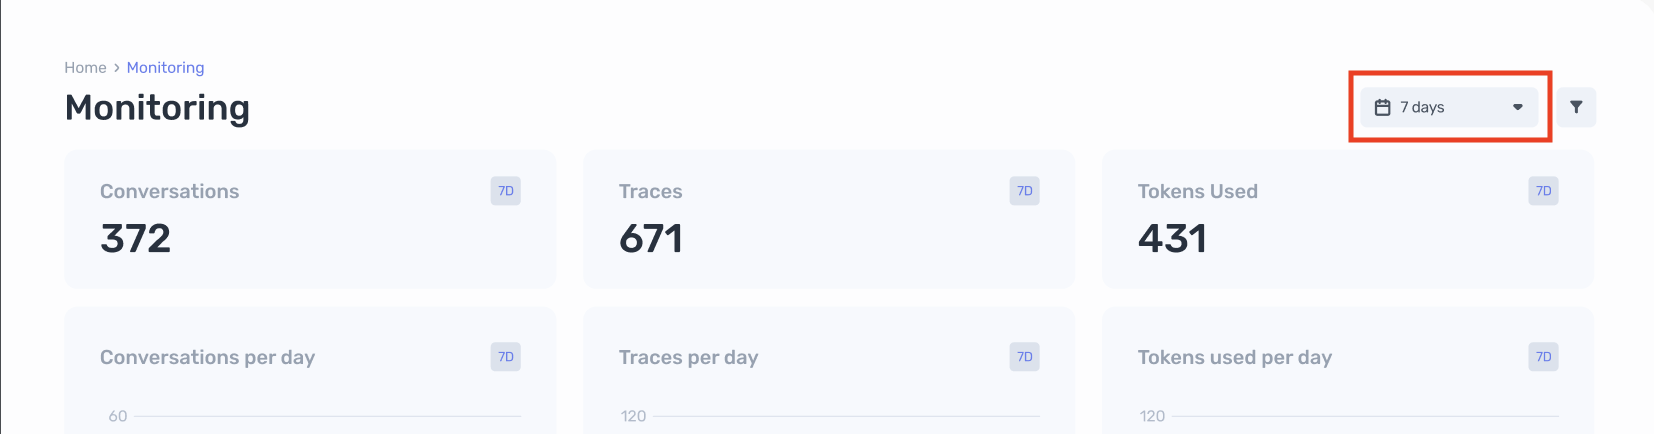 Home › Monitoring
Monitoring
7 days
Conversations 7D
372
Traces 7D
671
Tokens Used 7D
431
Conversations per day 7D
60
Traces per day 7D
120
Tokens used per day 7D
120